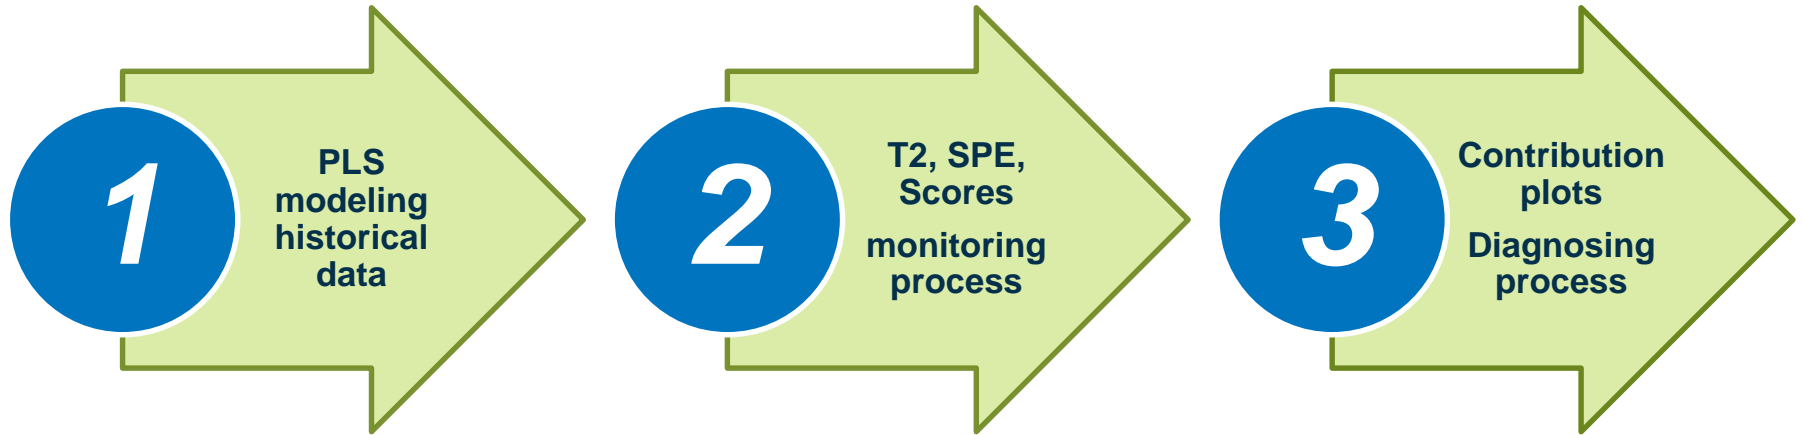 1
PLS
modeling
historical
data
2
T2, SPE,
Scores
monitoring
process
3
Contribution
plots
Diagnosing
process